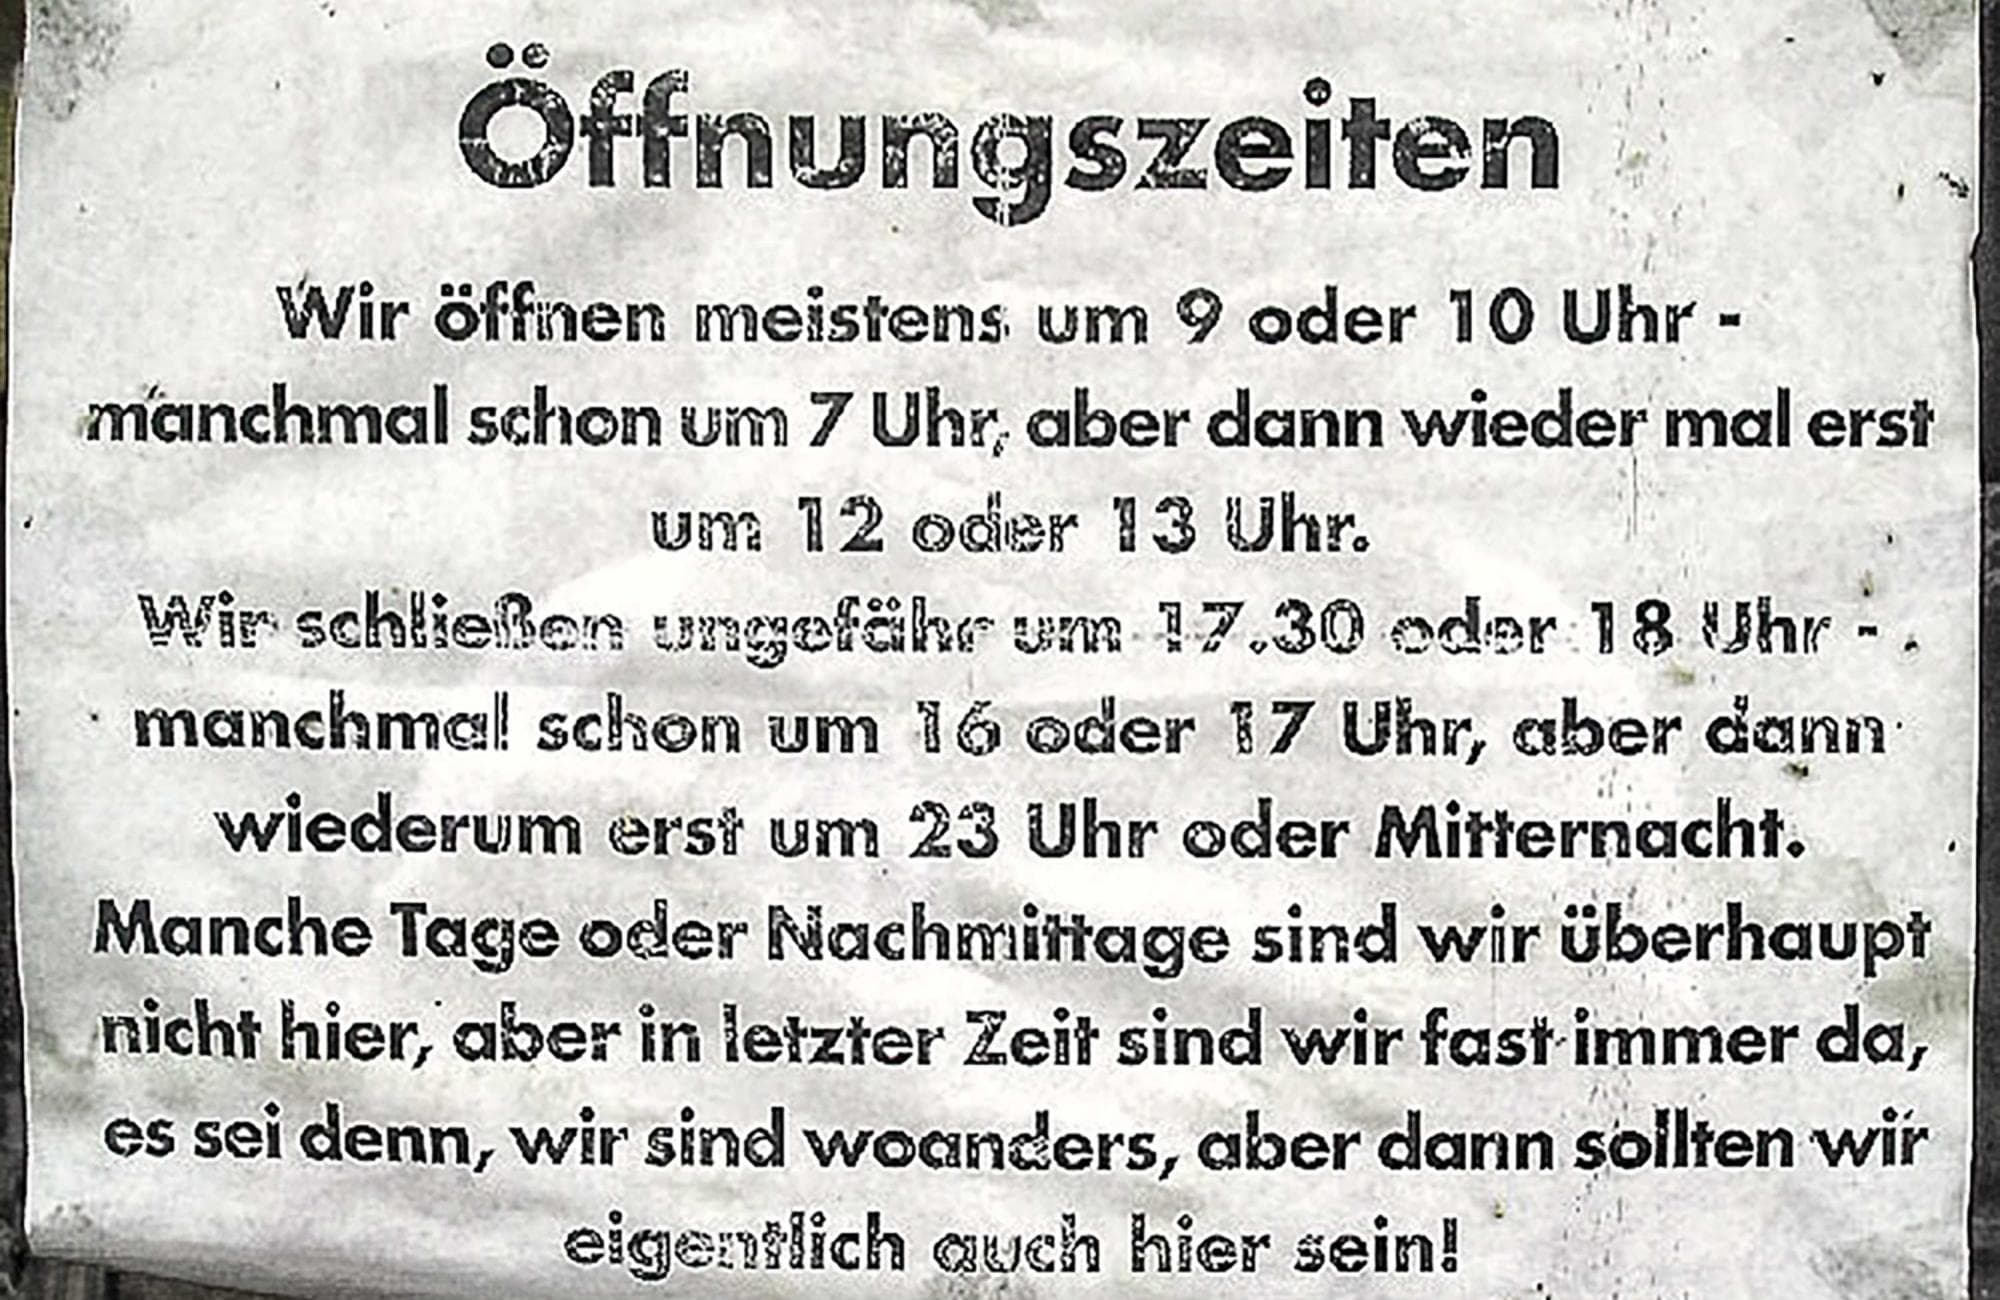 Öffnungszeiten
Wir öffnen meistens um 9 oder 10 Uhr -
manchmal schon um 7 Uhr, aber dann wieder mal erst
um 12 oder 13 Uhr.
Wir schließen ungefähr um 17.30 oder 18 Uhr -
manchmal schon um 16 oder 17 Uhr, aber dann
wiederum erst um 23 Uhr oder Mitternacht.
Manche Tage oder Nachmittage sind wir überhaupt
nicht hier, aber in letzter Zeit sind wir fast immer da,
es sei denn, wir sind woanders, aber dann sollten wir
eigentlich auch hier sein!